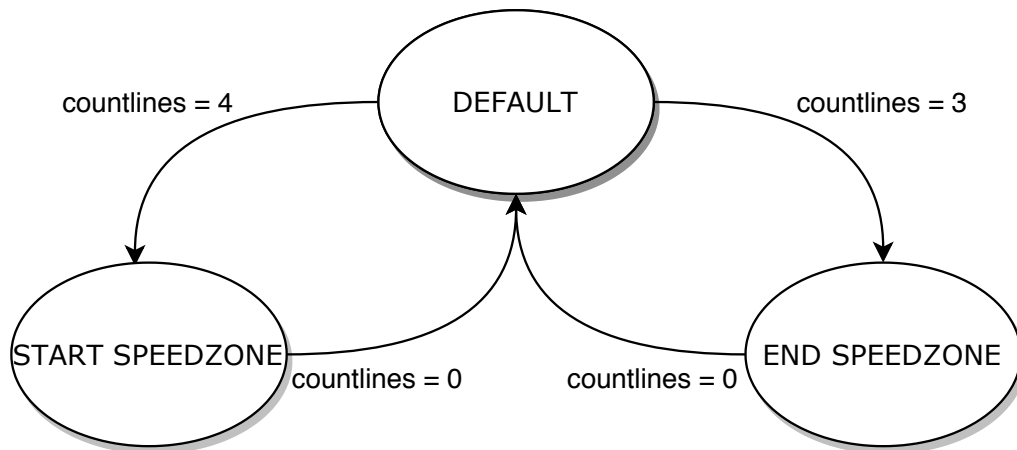 DEFAULT
countlines = 4
countlines = 3
START SPEEDZONE
END SPEEDZONE
countlines = 0
countlines = 0